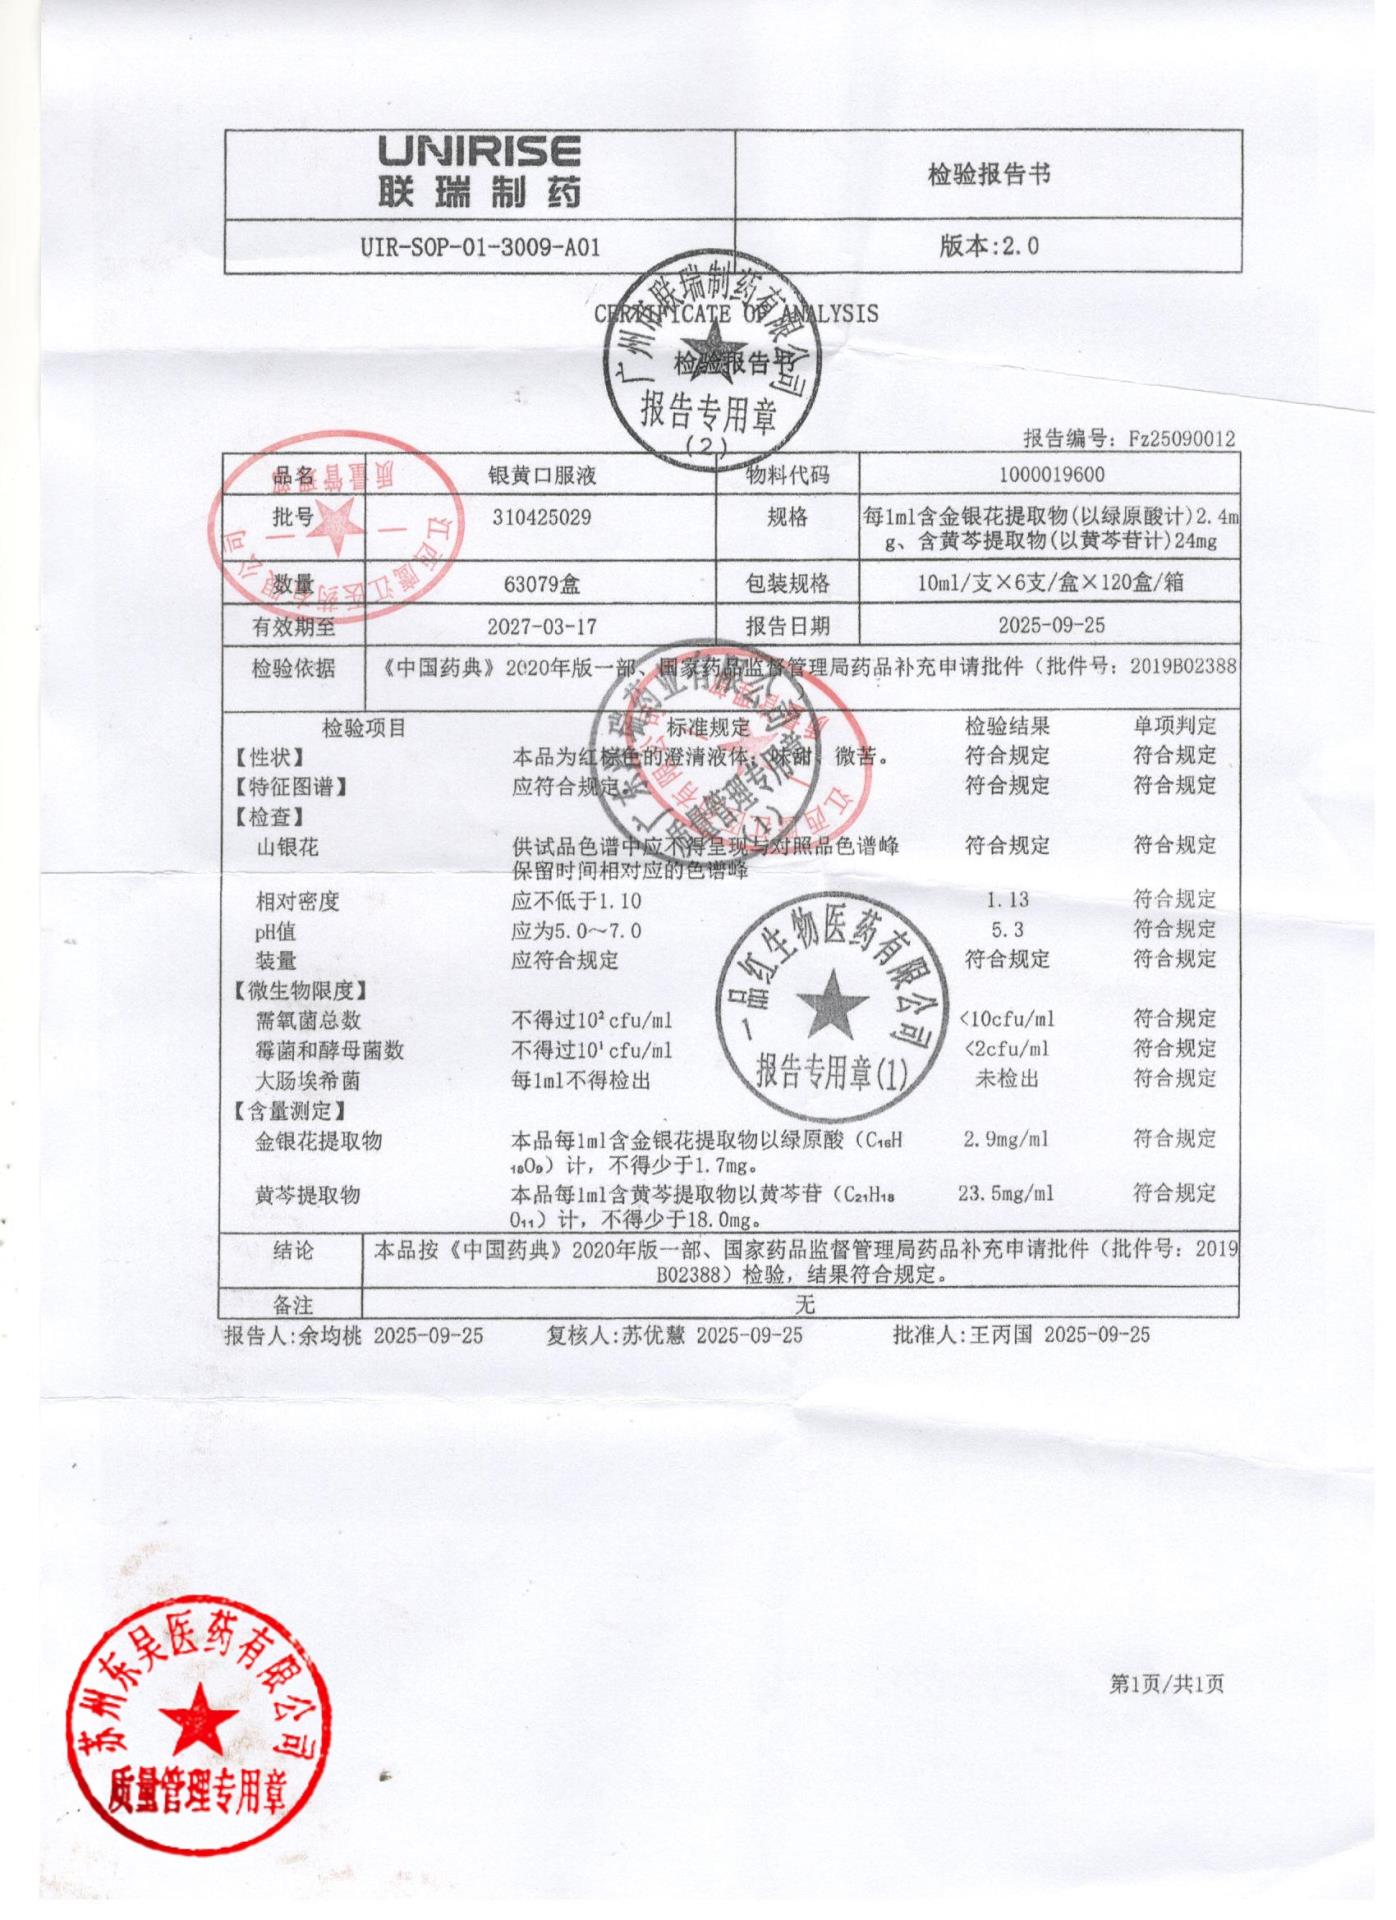 UNIRISE
联瑞制药
检验报告书
UIR-SOP-01-3009-A01
版本:2.0
CERTIFICATE OF ANALYSIS
检验报告书
广州市联瑞制药有限公司
报告专用章
(2)
报告编号: Fz25090012
品名 银黄口服液 物料代码 1000019600
批号 310425029 规格 每1ml含金银花提取物(以绿原酸计)2.4m
g、含黄芩提取物(以黄芩苷计)24mg
数量 63079盒 包装规格 10ml/支×6支/盒×120盒/箱
有效期至 2027-03-17 报告日期 2025-09-25
检验依据 《中国药典》2020年版一部、国家药品监督管理局药品补充申请批件（批件号: 2019B02388
）
检验项目 标准规定 检验结果 单项判定
【性状】 本品为红棕色的澄清液体; 味甜、微苦。 符合规定 符合规定
【特征图谱】 应符合规定 符合规定 符合规定
【检查】
山银花 供试品色谱中应不得呈现与对照品色谱峰 符合规定 符合规定
保留时间相对应的色谱峰
相对密度 应不低于1.10 1.13 符合规定
pH值 应为5.0~7.0 5.3 符合规定
装量 应符合规定 符合规定 符合规定
【微生物限度】
需氧菌总数 不得过10²cfu/ml <10cfu/ml 符合规定
霉菌和酵母菌数 不得过10¹cfu/ml <2cfu/ml 符合规定
大肠埃希菌 每1ml不得检出 未检出 符合规定
【含量测定】
金银花提取物 本品每1ml含金银花提取物以绿原酸（C₁₆H 2.9mg/ml 符合规定
₁₈O₉）计, 不得少于1.7mg。
黄芩提取物 本品每1ml含黄芩提取物以黄芩苷（C₂₁H₁₈ 23.5mg/ml 符合规定
O₁₁）计, 不得少于18.0mg。
结论 本品按《中国药典》2020年版一部、国家药品监督管理局药品补充申请批件（批件号: 2019
B02388）检验, 结果符合规定。
备注 无
报告人:余均桃 2025-09-25 复核人:苏优慧 2025-09-25 批准人:王丙国 2025-09-25
质量管理专用章
(1)
一品红生物医药有限公司
报告专用章(1)
第1页/共1页
苏州东吴医药有限公司
质量管理专用章